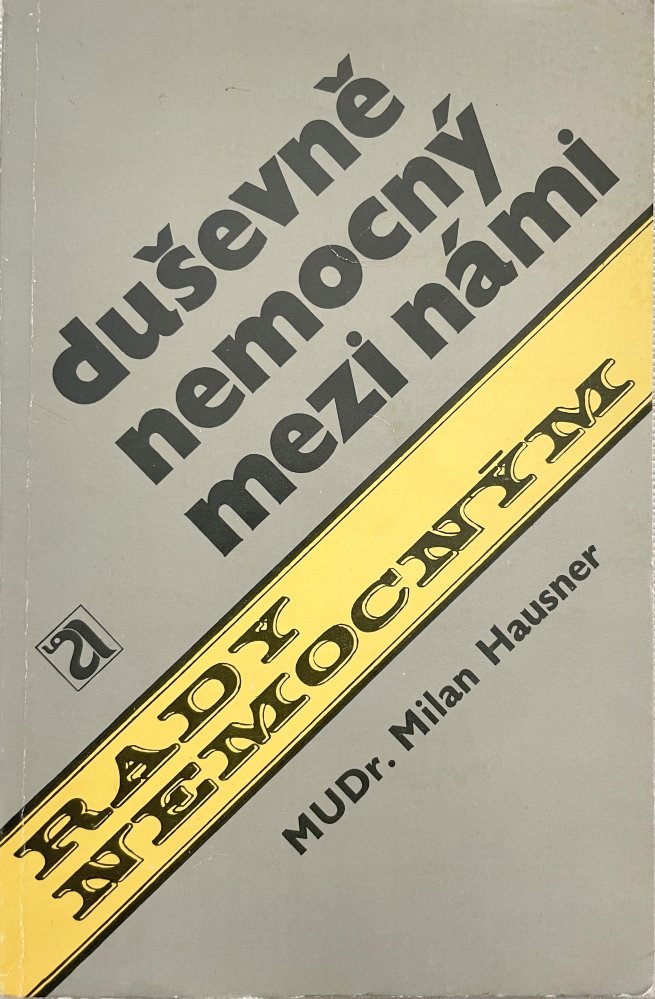 duševně
nemocný
mezi námi
RADY
NEMOCNÝM
MUDr. Milan Hausner